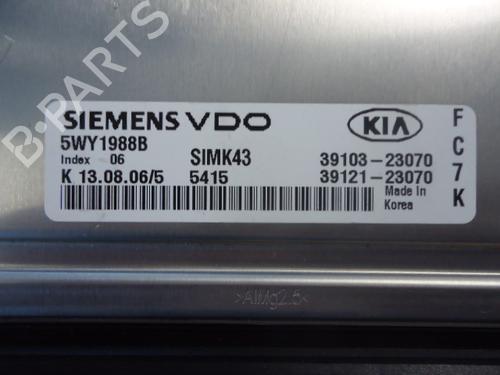 SIEMENS VDO
KIA
5WY1988B
Index 06
SIMK43
39103-23070
K 13.08.06/5
5415
39121-23070
Made In
Korea
F
C
7
K
>AlMg2.5<
B-PARTS